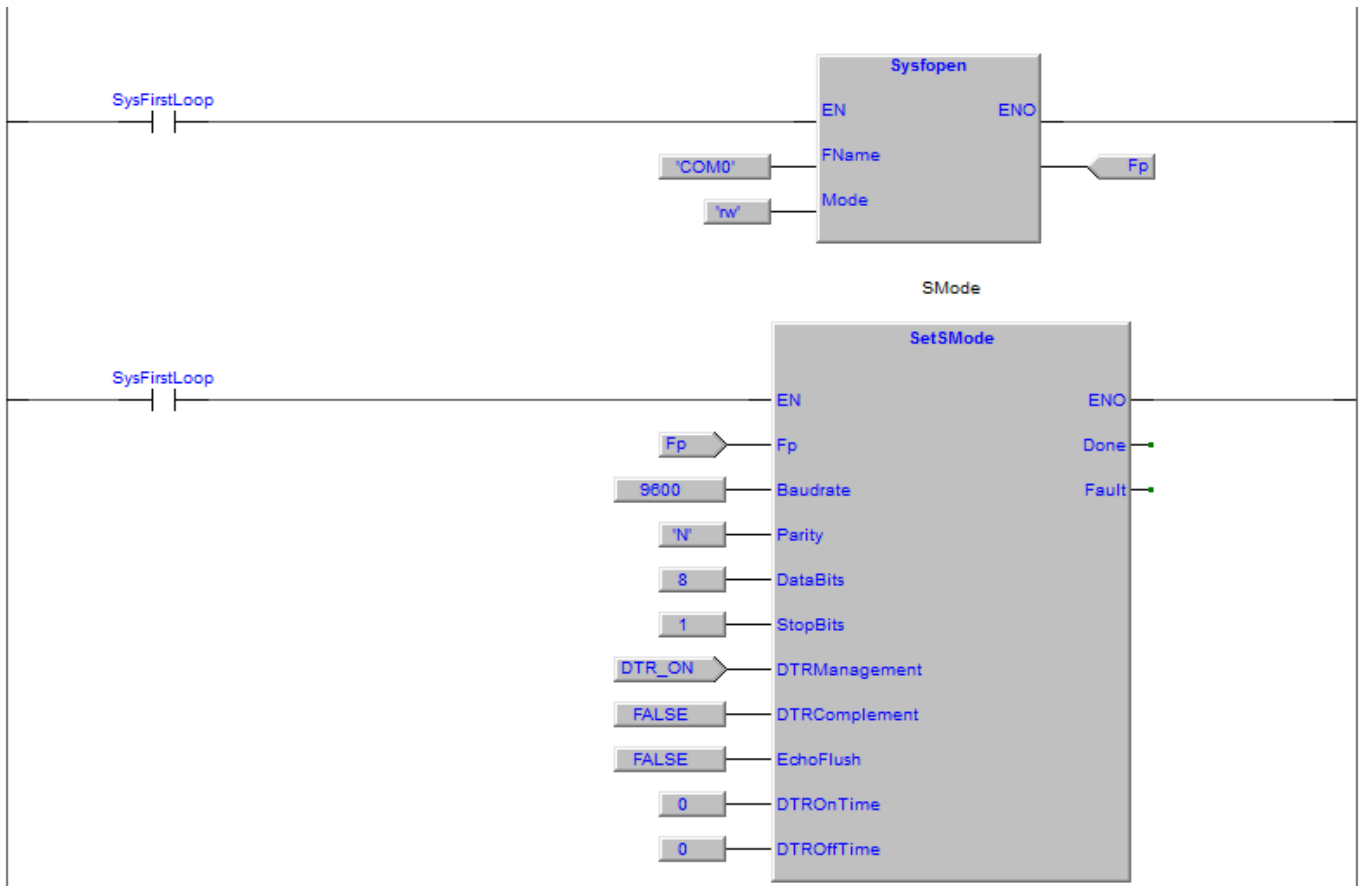 Sysfopen
SysFirstLoop
EN ENO
'COM0' FName Fp
'rw' Mode
SMode
SetSMode
SysFirstLoop
EN ENO
Fp Fp Done
9600 Baudrate Fault
'N' Parity
8 DataBits
1 StopBits
DTR_ON DTRManagement
FALSE DTRComplement
FALSE EchoFlush
0 DTROnTime
0 DTROffTime